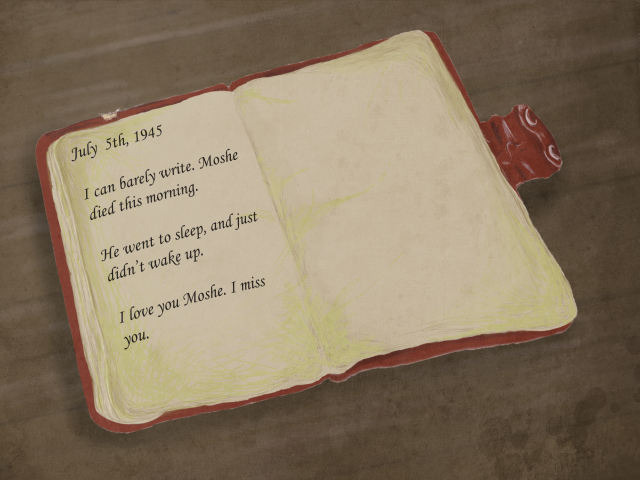 July 5th, 1945
I can barely write. Moshe
died this morning.
He went to sleep, and just
didn't wake up.
I love you Moshe. I miss
you.